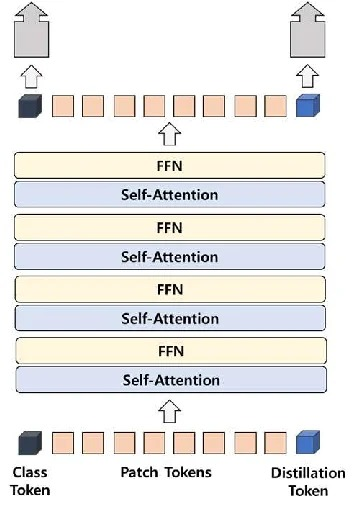 FFN
Self-Attention
FFN
Self-Attention
FFN
Self-Attention
FFN
Self-Attention
Class
Token
Patch Tokens
Distillation
Token